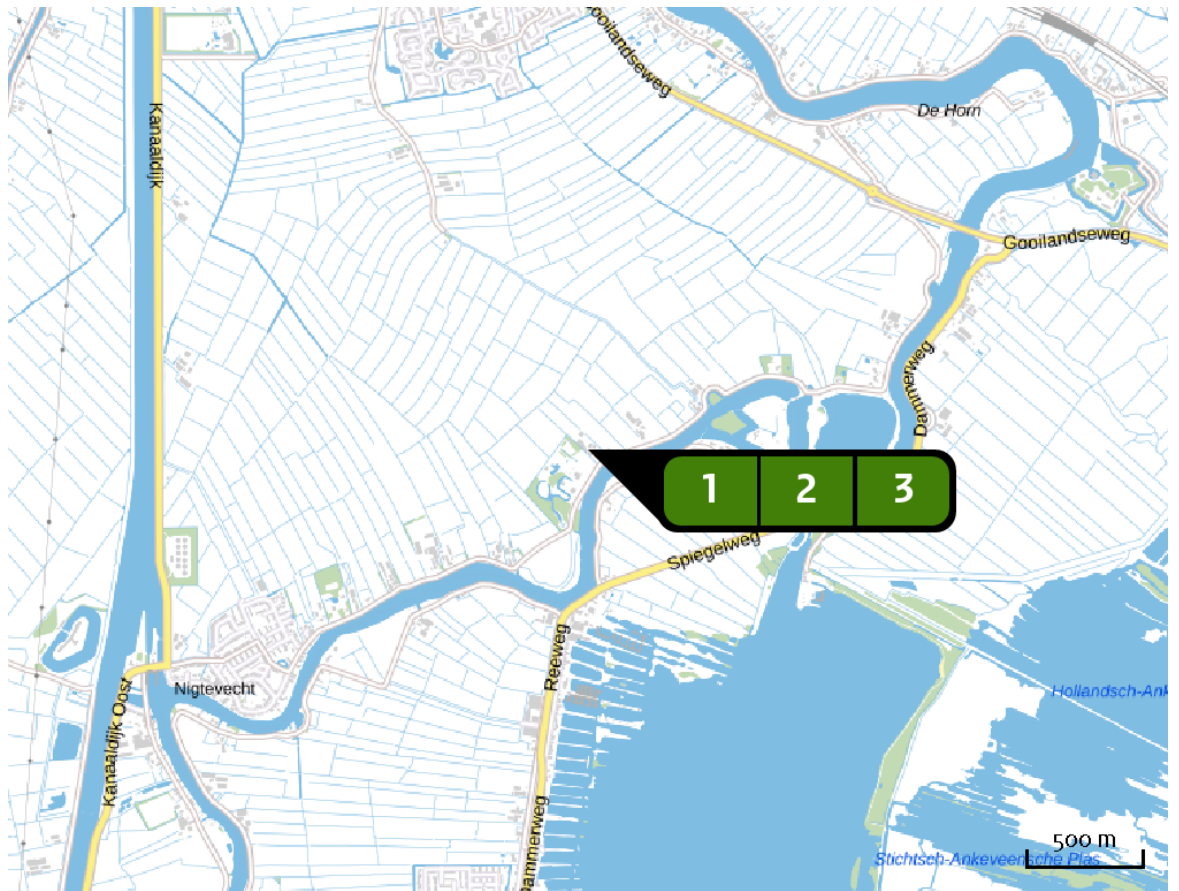 Gooilandseweg
De Horn
Kanaaldijk
Gooilandseweg
Dammerweg
1 2 3
Spiegelweg
Reeweg
Nigtevecht
Hollandsch-Ank
Kanaaldijk Oost
Dammerweg
500 m
Stichtsch-Ankeveensche Plas